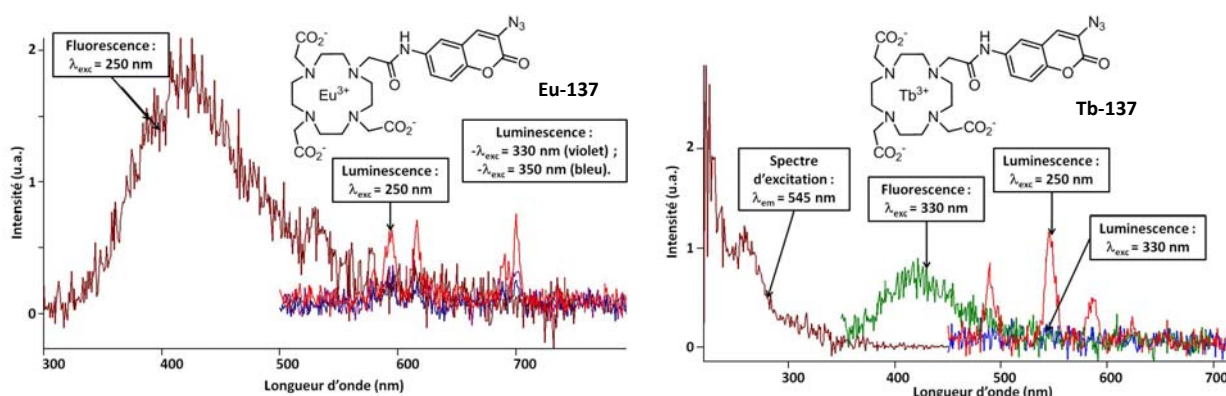 Fluorescence :
λexc = 250 nm
CO2-
CO2-
CO2-
N
N
N
N
Eu3+
O
H
N
N3
O
O
Eu-137
Luminescence :
λexc = 250 nm
Luminescence :
-λexc = 330 nm (violet) ;
-λexc = 350 nm (bleu).
Intensité (u.a.)
2
1
0
300
400
500
600
700
Longueur d'onde (nm)
CO2-
CO2-
CO2-
N
N
N
N
Tb3+
O
H
N
N3
O
O
Tb-137
Spectre
d'excitation :
λem = 545 nm
Fluorescence :
λexc = 330 nm
Luminescence :
λexc = 250 nm
Luminescence :
λexc = 330 nm
Intensité (u.a.)
2
1
0
300
400
500
600
700
Longueur d'onde (nm)